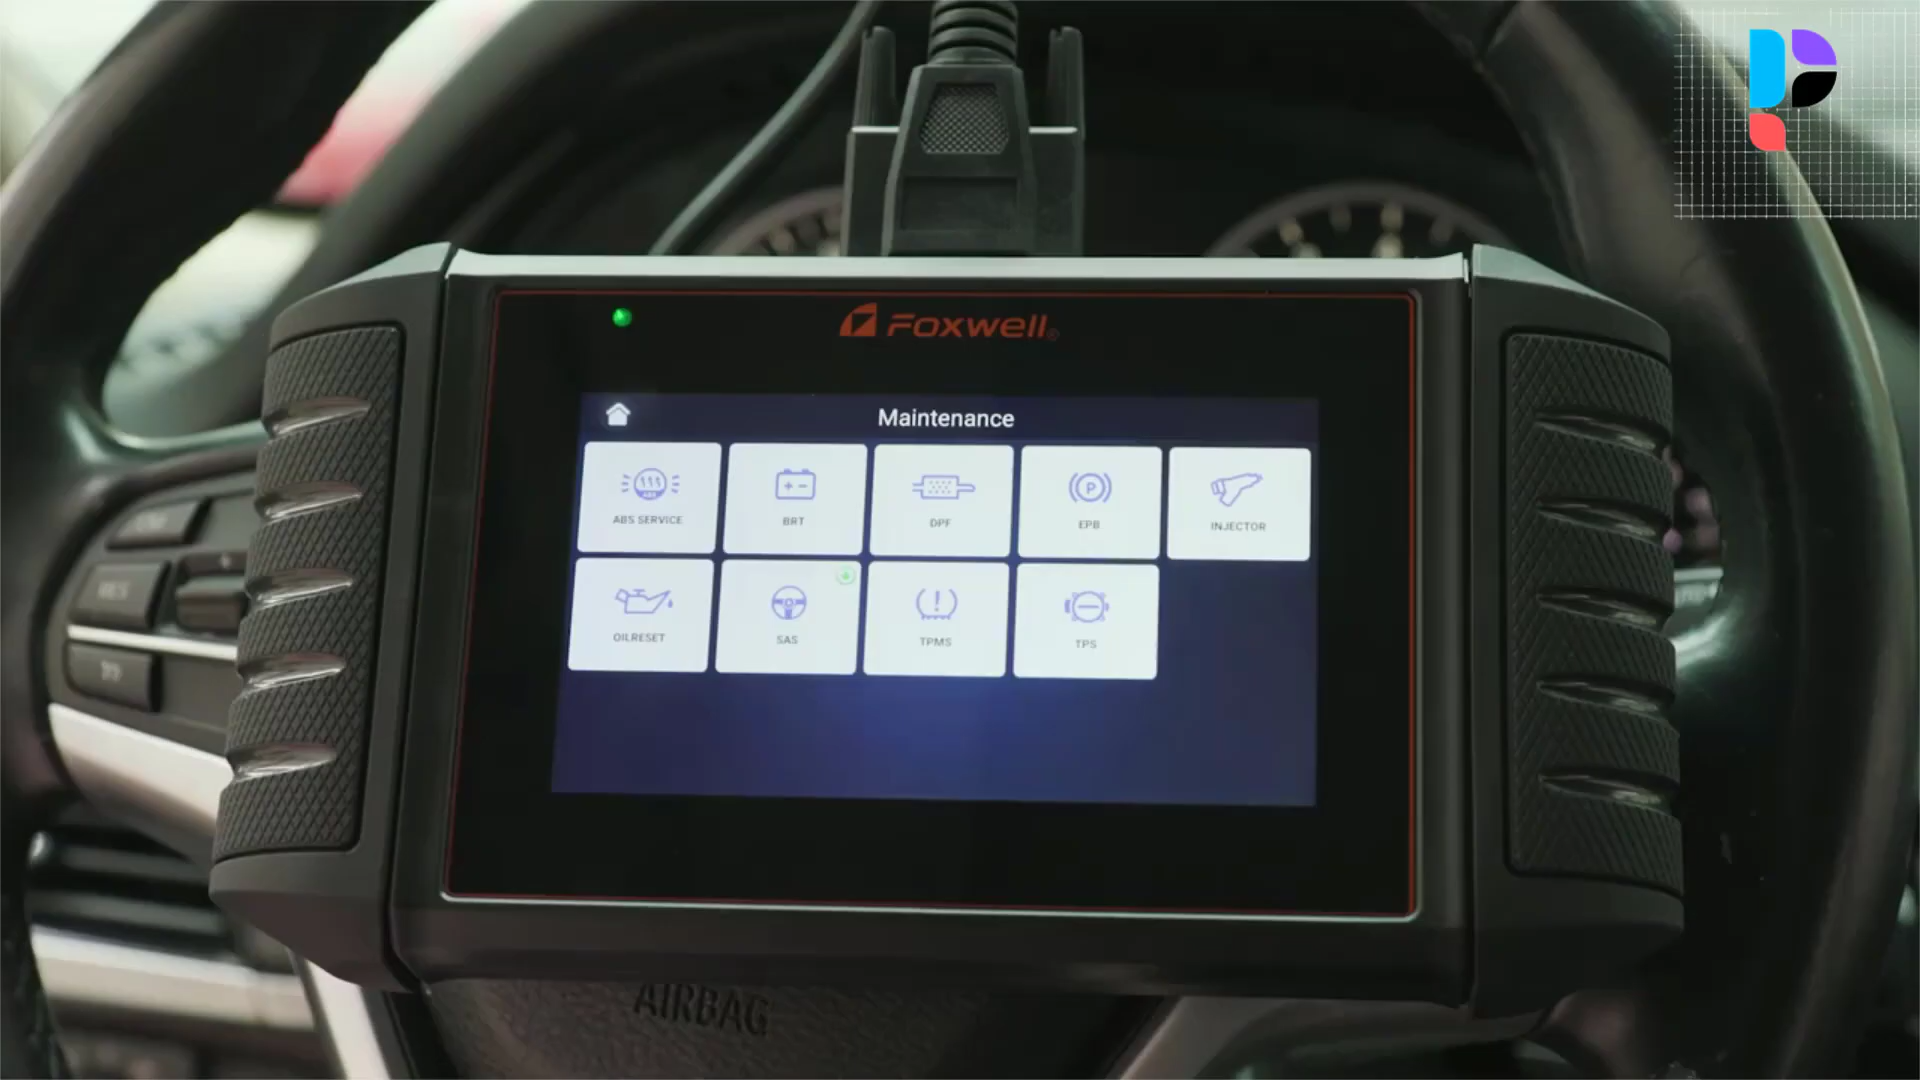 Foxwell®
Maintenance
ABS SERVICE
BRT
DPF
EPB
INJECTOR
OILRESET
SAS
TPMS
TPS
AIRBAG